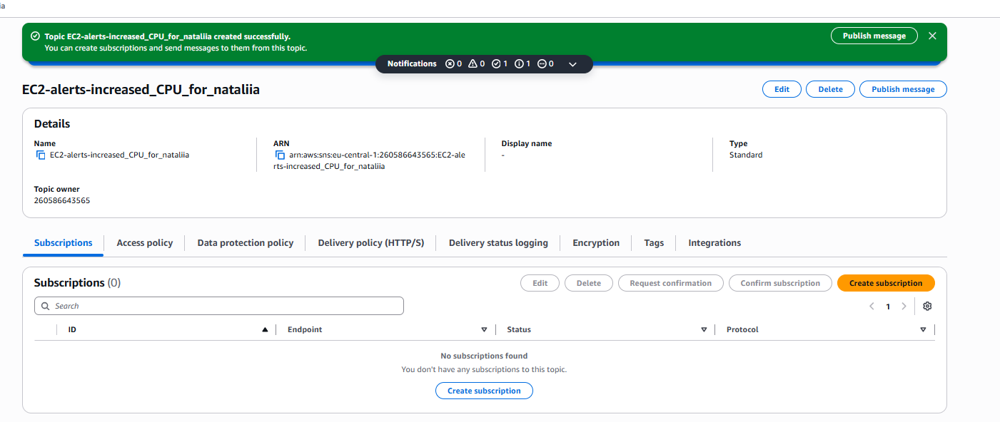 ia
Topic EC2-alerts-increased_CPU_for_nataliia created successfully.
You can create subscriptions and send messages to them from this topic.
Publish message
Notifications 0 0 1 1 0
EC2-alerts-increased_CPU_for_nataliia
Edit Delete Publish message
Details
Name
EC2-alerts-increased_CPU_for_nataliia
ARN
arn:aws:sns:eu-central-1:260586643565:EC2-ale
rts-increased_CPU_for_nataliia
Display name
-
Type
Standard
Topic owner
260586643565
Subscriptions Access policy Data protection policy Delivery policy (HTTP/S) Delivery status logging Encryption Tags Integrations
Subscriptions (0)
Edit Delete Request confirmation Confirm subscription Create subscription
Search
1
ID Endpoint Status Protocol
No subscriptions found
You don't have any subscriptions to this topic.
Create subscription